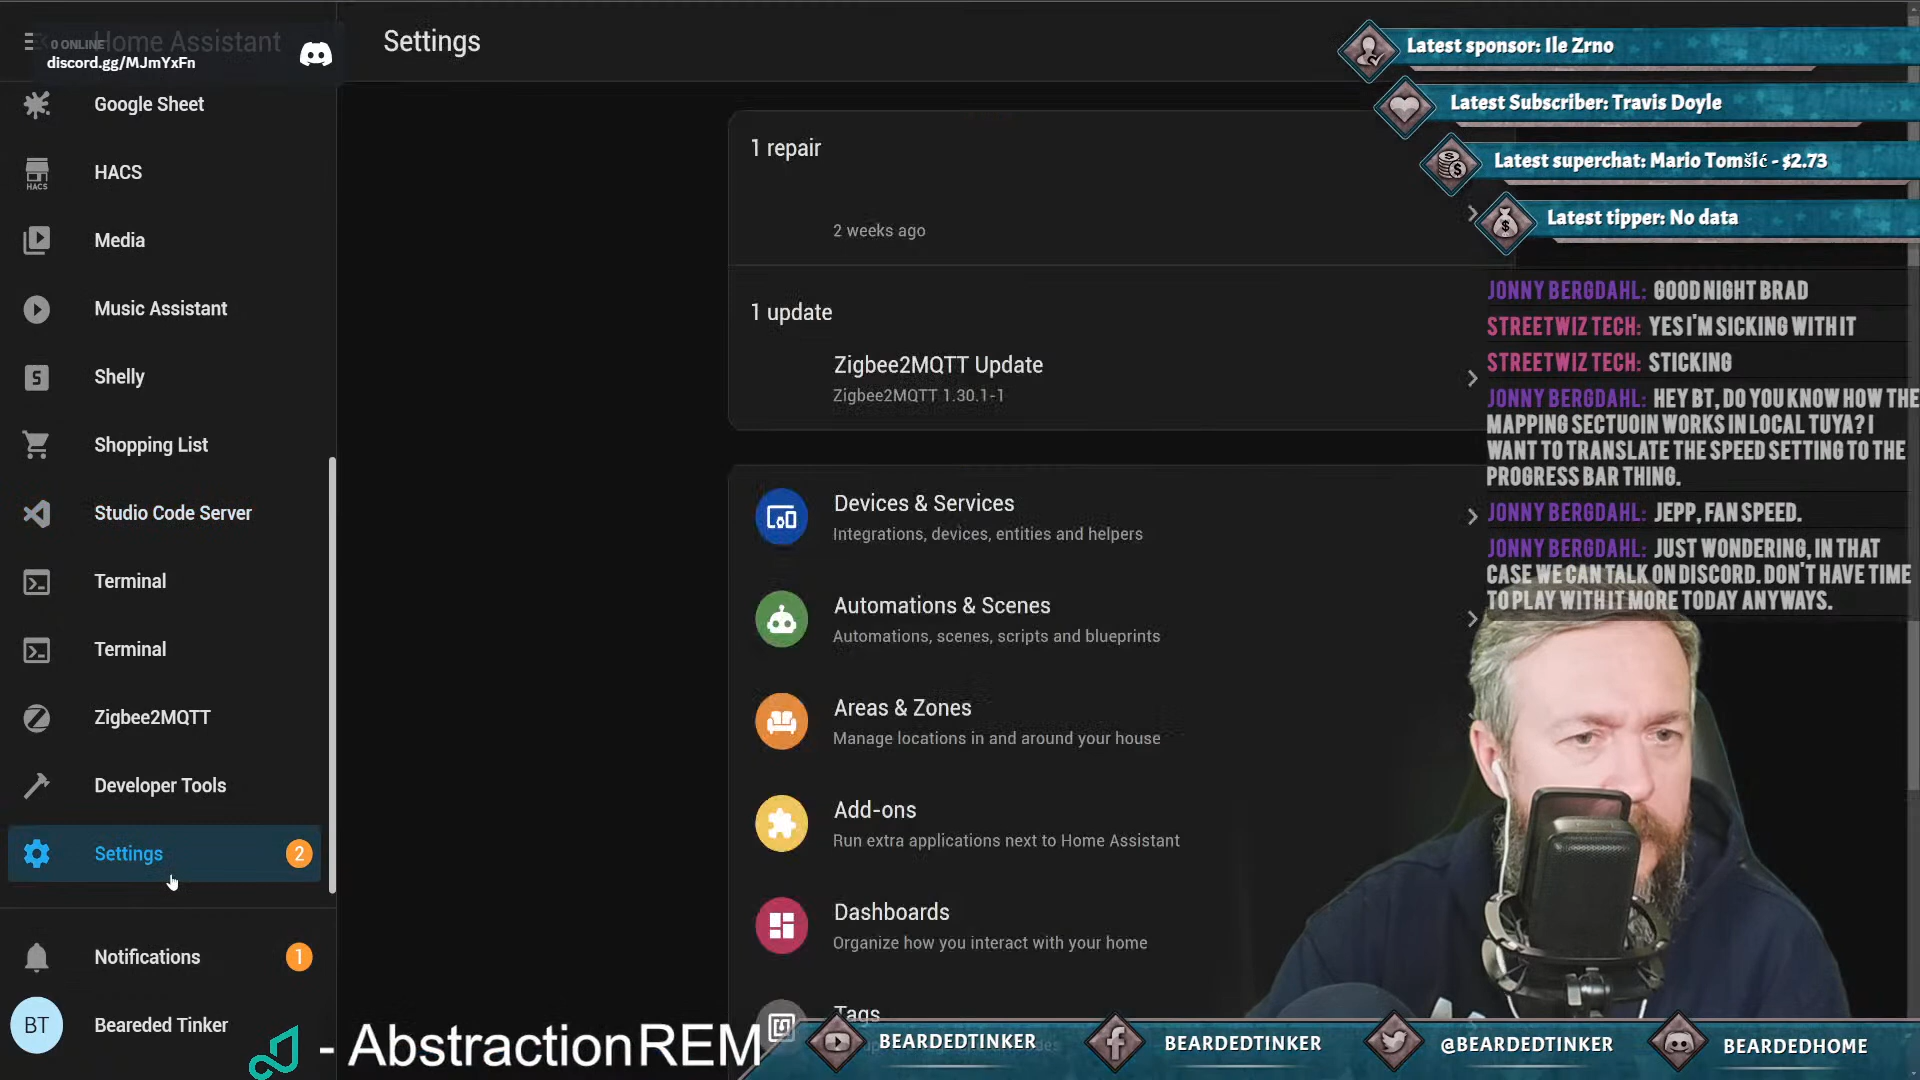 Home Assistant
0 ONLINE
discord.gg/MJmYxFn
Settings
Google Sheet
HACS
HACS
Media
Music Assistant
S
Shelly
Shopping List
Studio Code Server
Terminal
Terminal
Zigbee2MQTT
Developer Tools
Settings
2
Notifications
1
BT
Beareded Tinker
1 repair
2 weeks ago
1 update
Zigbee2MQTT Update
Zigbee2MQTT 1.30.1-1
Devices & Services
Integrations, devices, entities and helpers
Automations & Scenes
Automations, scenes, scripts and blueprints
Areas & Zones
Manage locations in and around your house
Add-ons
Run extra applications next to Home Assistant
Dashboards
Organize how you interact with your home
Tags
Latest sponsor: Ile Zrno
Latest Subscriber: Travis Doyle
Latest superchat: Mario Tomšić - $2.73
Latest tipper: No data
JONNY BERGDAHL: GOOD NIGHT BRAD
STREETWIZ TECH: YES I'M SICKING WITH IT
STREETWIZ TECH: STICKING
JONNY BERGDAHL: HEY BT, DO YOU KNOW HOW THE
MAPPING SECTUOIN WORKS IN LOCAL TUYA? I
WANT TO TRANSLATE THE SPEED SETTING TO THE
PROGRESS BAR THING.
JONNY BERGDAHL: JEPP, FAN SPEED.
JONNY BERGDAHL: JUST WONDERING, IN THAT
CASE WE CAN TALK ON DISCORD. DON'T HAVE TIME
TO PLAY WITH IT MORE TODAY ANYWAYS.
- Abstraction REM
BEARDEDTINKER
BEARDEDTINKER
@BEARDEDTINKER
BEARDEDHOME